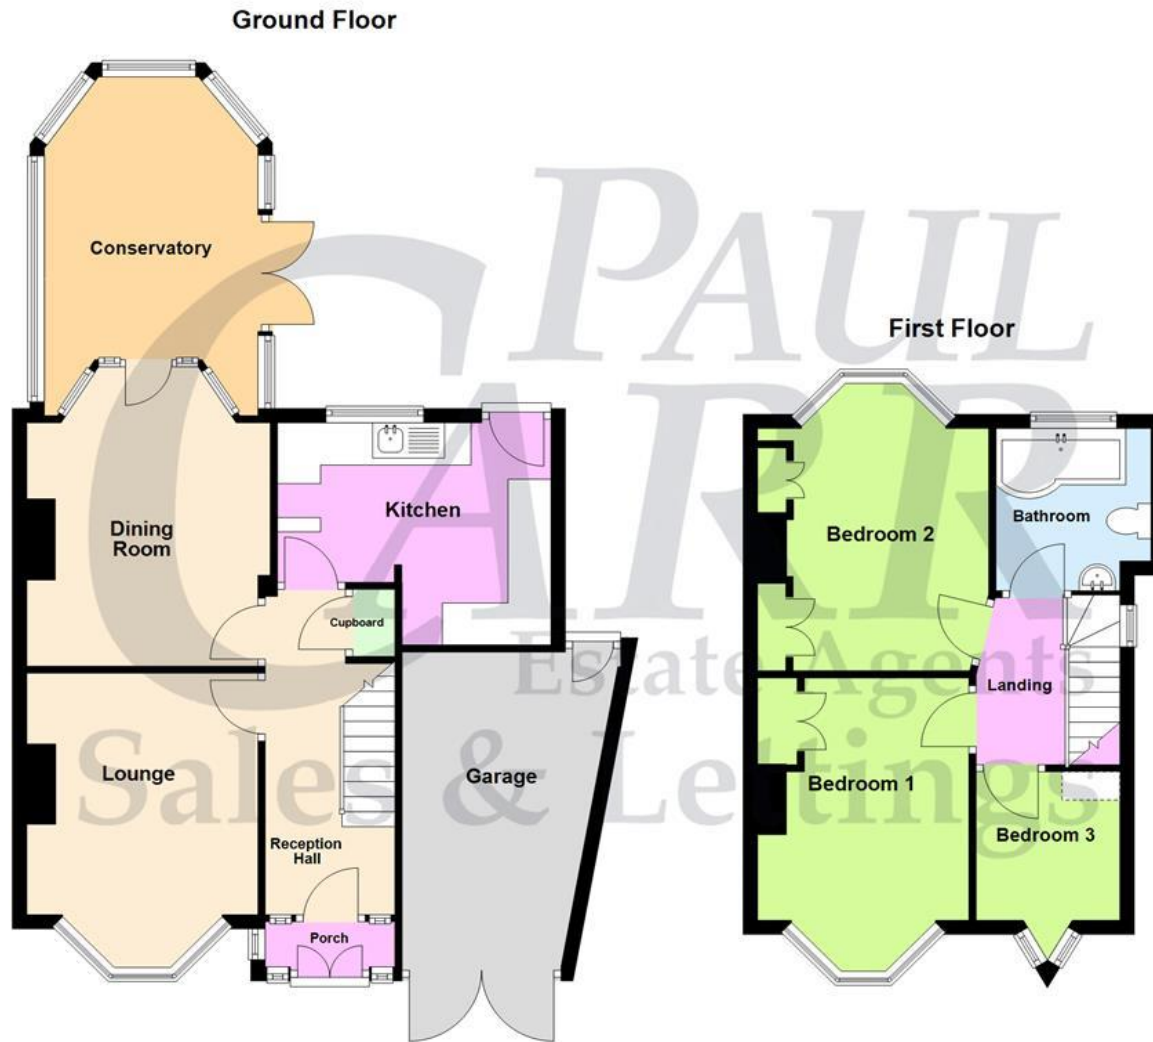 Ground Floor
Conservatory
Dining
Room
Kitchen
Cupboard
Lounge
Garage
Reception
Hall
Porch
First Floor
Bedroom 2
Bathroom
Landing
Bedroom 1
Bedroom 3
PAUL
CARR
Estate Agents
Sales & Lettings